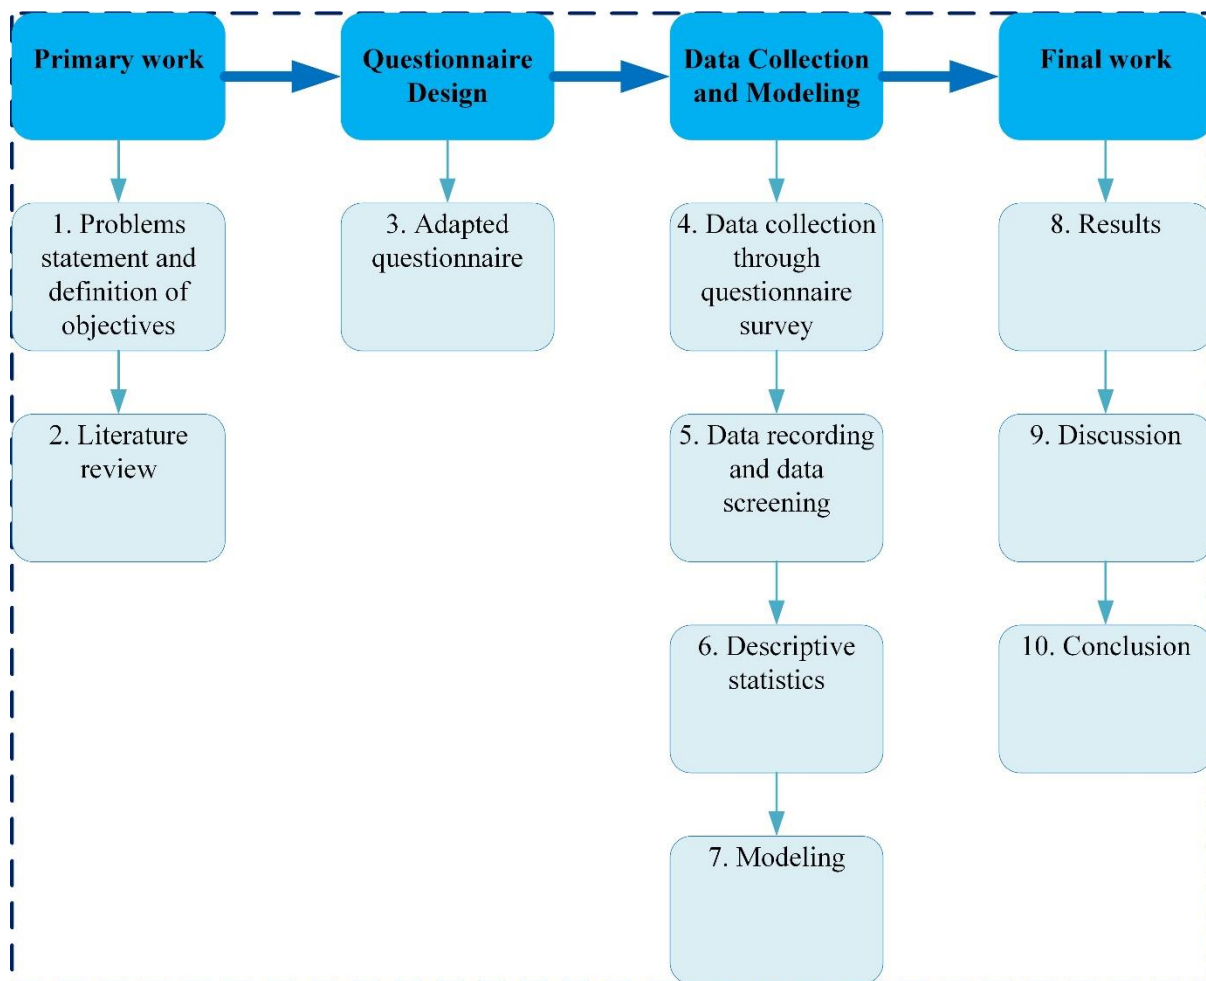 Primary work
Questionnaire
Design
Data Collection
and Modeling
Final work
1. Problems
statement and
definition of
objectives
2. Literature
review
3. Adapted
questionnaire
4. Data collection
through
questionnaire
survey
5. Data recording
and data
screening
6. Descriptive
statistics
7. Modeling
8. Results
9. Discussion
10. Conclusion